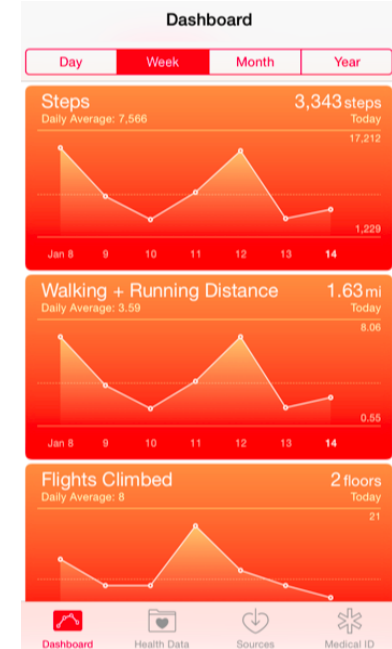 Dashboard
Day Week Month Year
Steps 3,343 steps
Daily Average: 7,566 Today
17,212
1,229
Jan 8 9 10 11 12 13 14
Walking + Running Distance 1.63 mi
Daily Average: 3.59 Today
8.06
0.55
Jan 8 9 10 11 12 13 14
Flights Climbed 2 floors
Daily Average: 8 Today
21
Dashboard Health Data Sources Medical ID